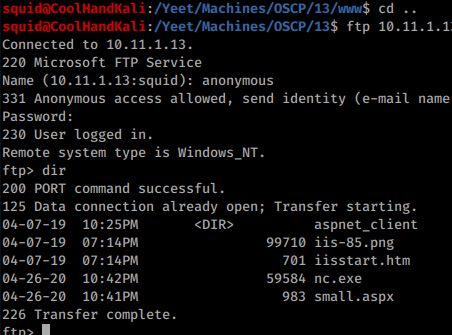 squid@CoolHandKali:/Yeet/Machines/OSCP/13/www$ cd ..
squid@CoolHandKali:/Yeet/Machines/OSCP/13$ ftp 10.11.1.13
Connected to 10.11.1.13.
220 Microsoft FTP Service
Name (10.11.1.13:squid): anonymous
331 Anonymous access allowed, send identity (e-mail name
Password:
230 User logged in.
Remote system type is Windows_NT.
ftp> dir
200 PORT command successful.
125 Data connection already open; Transfer starting.
04-07-19  10:25PM       <DIR>          aspnet_client
04-07-19  07:14PM                99710 iis-85.png
04-07-19  07:14PM                  701 iisstart.htm
04-26-20  10:42PM                59584 nc.exe
04-26-20  10:41PM                  983 small.aspx
226 Transfer complete.
ftp>